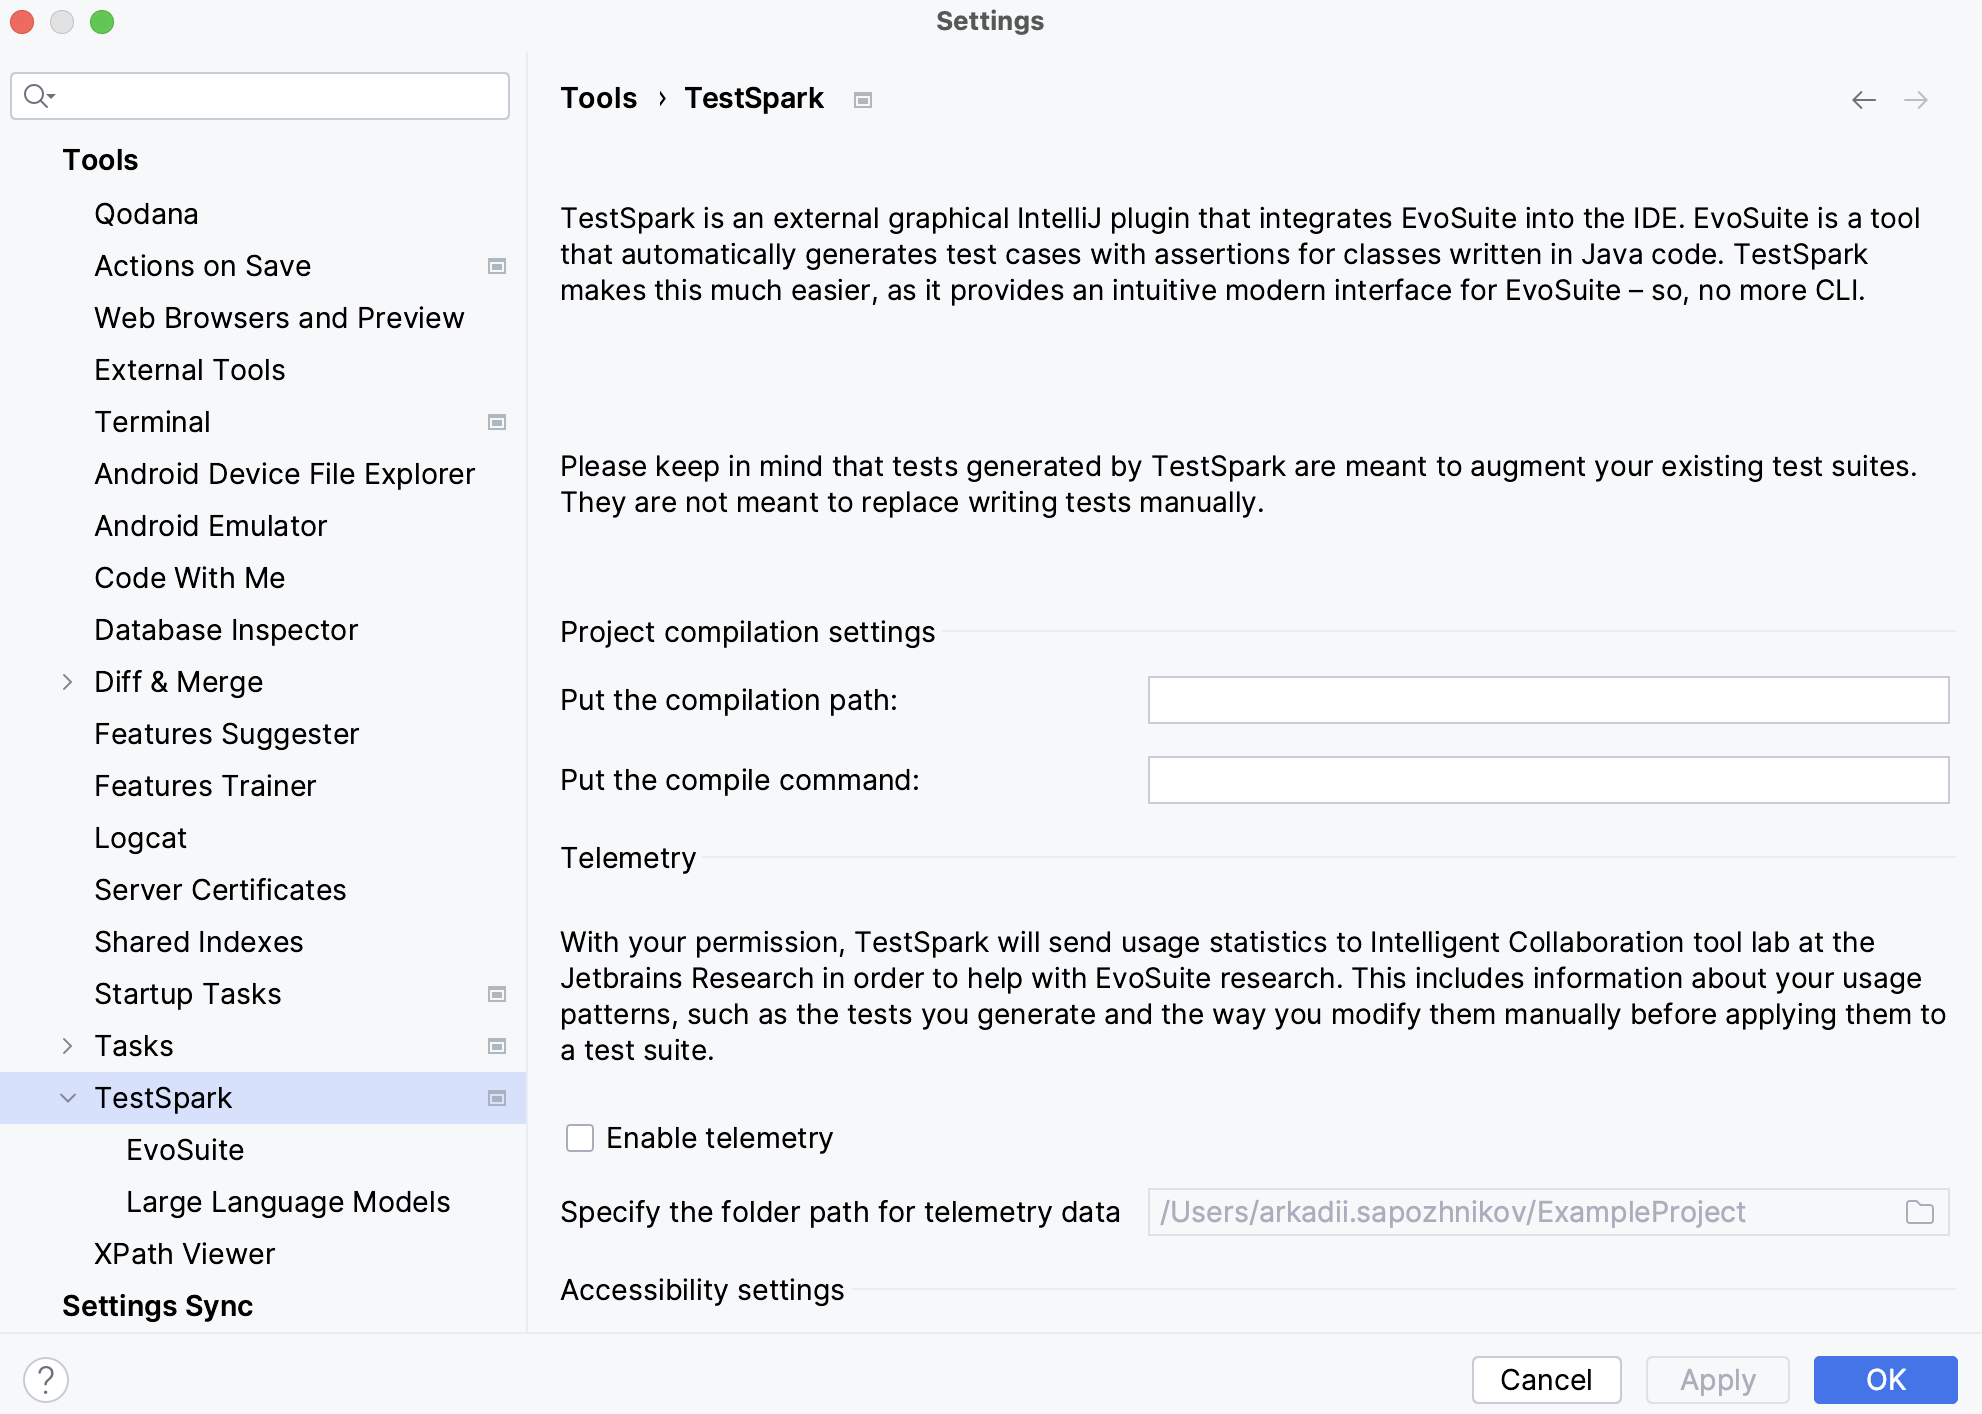 Settings
Tools
Qodana
Actions on Save
Web Browsers and Preview
External Tools
Terminal
Android Device File Explorer
Android Emulator
Code With Me
Database Inspector
Diff & Merge
Features Suggester
Features Trainer
Logcat
Server Certificates
Shared Indexes
Startup Tasks
Tasks
TestSpark
EvoSuite
Large Language Models
XPath Viewer
Settings Sync
Tools › TestSpark
TestSpark is an external graphical IntelliJ plugin that integrates EvoSuite into the IDE. EvoSuite is a tool
that automatically generates test cases with assertions for classes written in Java code. TestSpark
makes this much easier, as it provides an intuitive modern interface for EvoSuite – so, no more CLI.
Please keep in mind that tests generated by TestSpark are meant to augment your existing test suites.
They are not meant to replace writing tests manually.
Project compilation settings
Put the compilation path:
Put the compile command:
Telemetry
With your permission, TestSpark will send usage statistics to Intelligent Collaboration tool lab at the
Jetbrains Research in order to help with EvoSuite research. This includes information about your usage
patterns, such as the tests you generate and the way you modify them manually before applying them to
a test suite.
Enable telemetry
Specify the folder path for telemetry data /Users/arkadii.sapozhnikov/ExampleProject
Accessibility settings
? Cancel Apply OK